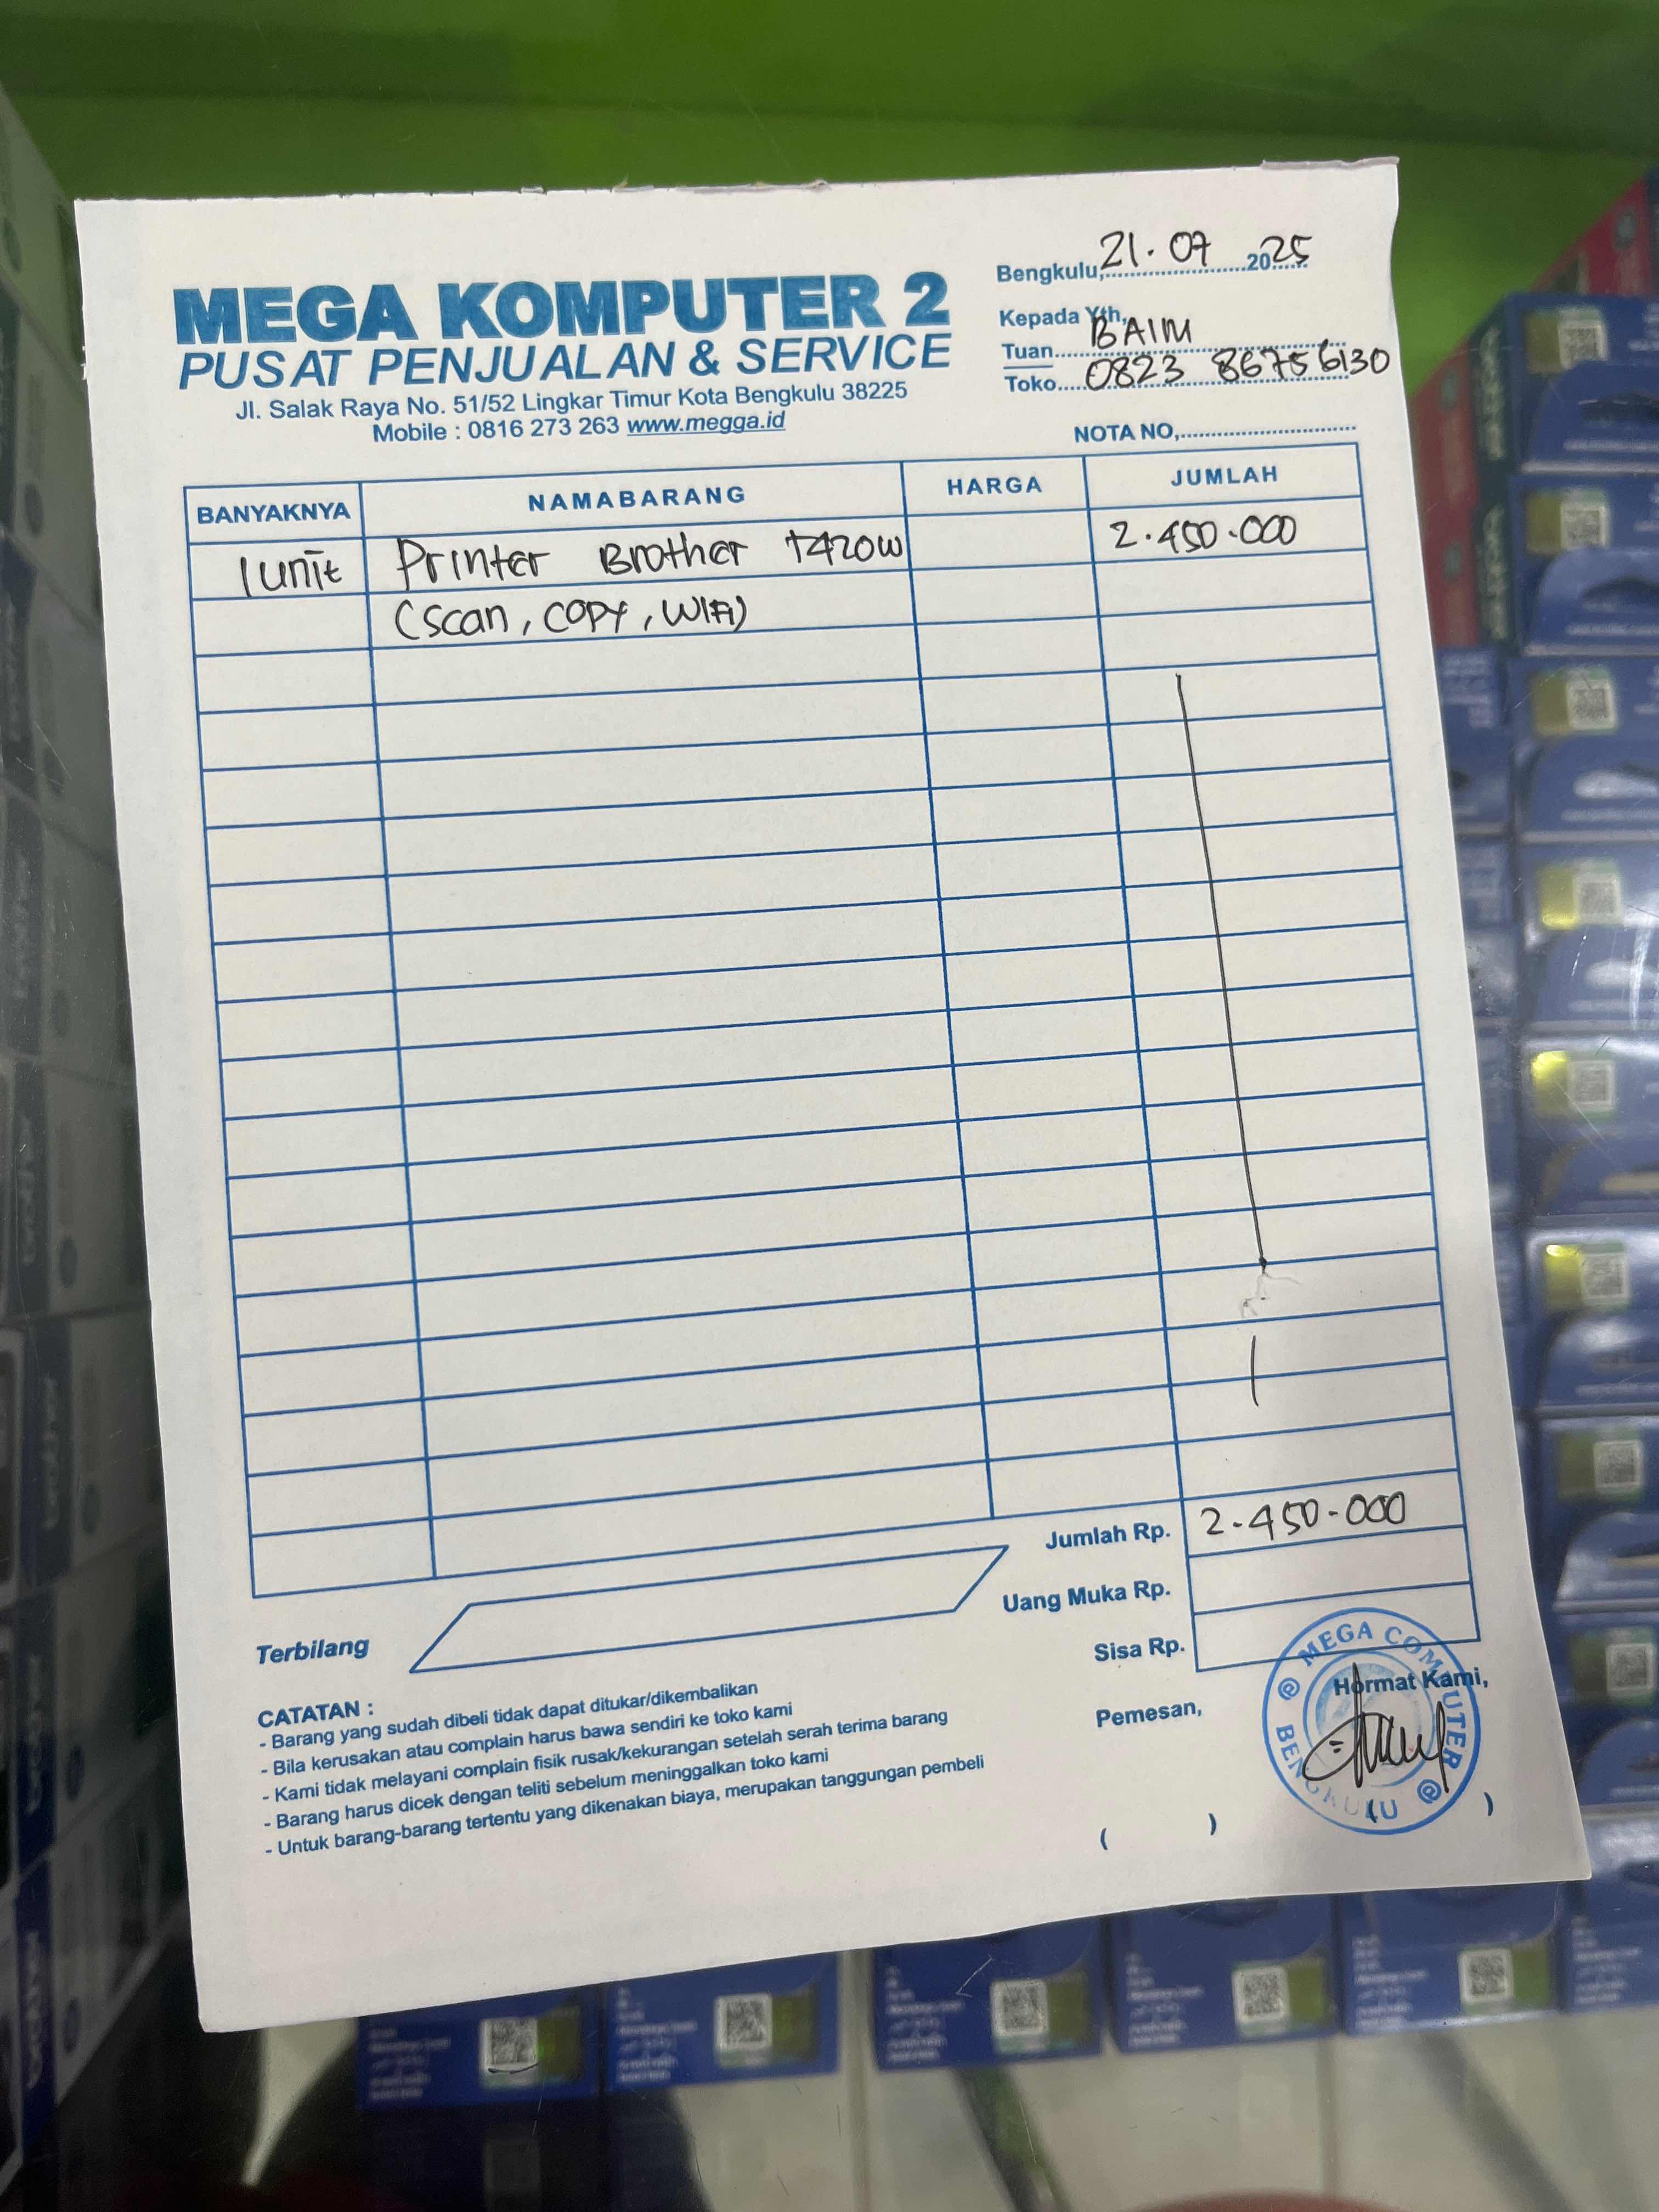 MEGA KOMPUTER 2
PUSAT PENJUALAN & SERVICE
Jl. Salak Raya No. 51/52 Lingkar Timur Kota Bengkulu 38225
Mobile : 0816 273 263 www.megga.id
Bengkulu, 21.07 2025
Kepada Yth,
Tuan BAIM
Toko 0823 8675 6130
NOTA NO,
BANYAKNYA NAMABARANG HARGA JUMLAH
1 unit Printer Brother T420W 2.450.000
(Scan, Copy, Wifi)
Jumlah Rp. 2.450.000
Uang Muka Rp.
Sisa Rp.
Terbilang
CATATAN :
- Barang yang sudah dibeli tidak dapat ditukar/dikembalikan
- Bila kerusakan atau complain harus bawa sendiri ke toko kami
- Kami tidak melayani complain fisik rusak/kekurangan setelah serah terima barang
- Barang harus dicek dengan teliti sebelum meninggalkan toko kami
- Untuk barang-barang tertentu yang dikenakan biaya, merupakan tanggungan pembeli
Pemesan,
Hormat Kami,
( )
( )
@ MEGA COMPUTER @
BENGKULU
brother